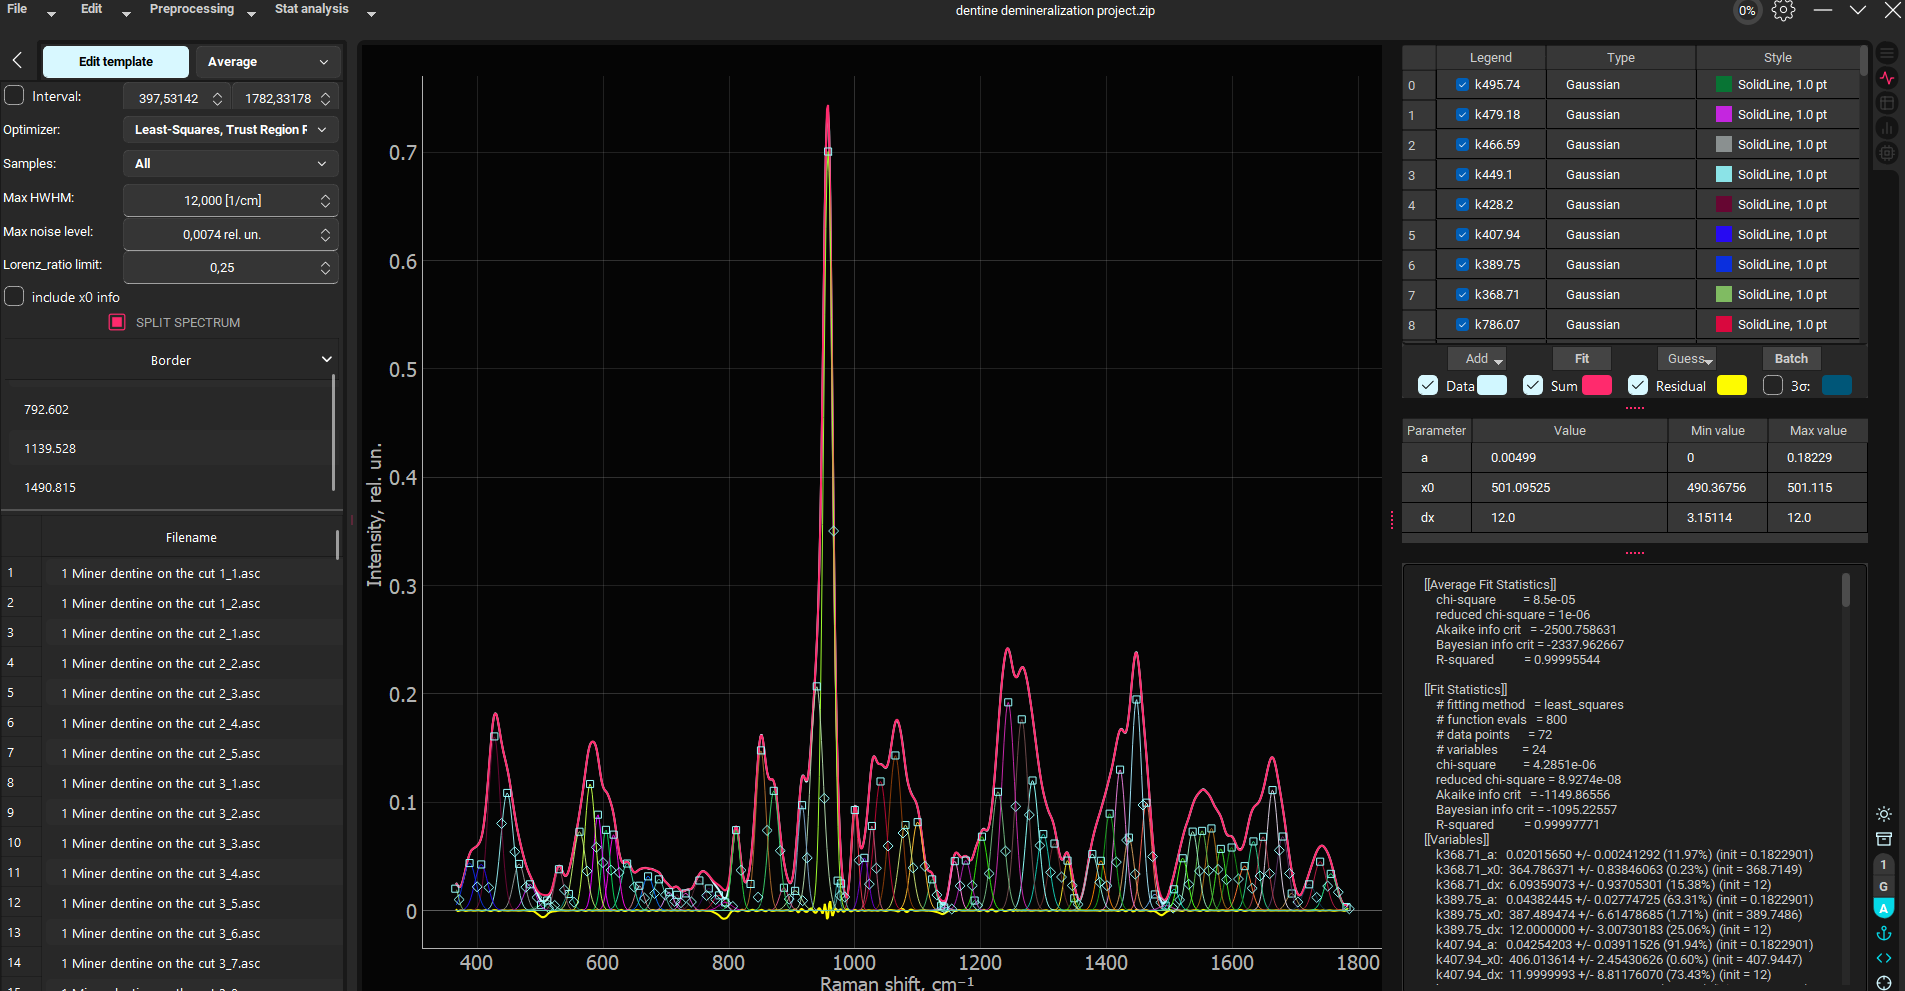 File Edit Preprocessing Stat analysis
dentine demineralization project.zip
0%
Edit template Average
Interval: 397,53142 1782,33178
Optimizer: Least-Squares, Trust Region F
Samples: All
Max HWHM: 12,000 [1/cm]
Max noise level: 0,0074 rel. un.
Lorenz_ratio limit: 0,25
include x0 info
SPLIT SPECTRUM
Border
792.602
1139.528
1490.815
Filename
1 1 Miner dentine on the cut 1_1.asc
2 1 Miner dentine on the cut 1_2.asc
3 1 Miner dentine on the cut 2_1.asc
4 1 Miner dentine on the cut 2_2.asc
5 1 Miner dentine on the cut 2_3.asc
6 1 Miner dentine on the cut 2_4.asc
7 1 Miner dentine on the cut 2_5.asc
8 1 Miner dentine on the cut 3_1.asc
9 1 Miner dentine on the cut 3_2.asc
10 1 Miner dentine on the cut 3_3.asc
11 1 Miner dentine on the cut 3_4.asc
12 1 Miner dentine on the cut 3_5.asc
13 1 Miner dentine on the cut 3_6.asc
14 1 Miner dentine on the cut 3_7.asc
Intensity, rel. un.
0.7
0.6
0.5
0.4
0.3
0.2
0.1
0
400 600 800 1000 1200 1400 1600 1800
Raman shift, cm⁻¹
Legend Type Style
0 k495.74 Gaussian SolidLine, 1.0 pt
1 k479.18 Gaussian SolidLine, 1.0 pt
2 k466.59 Gaussian SolidLine, 1.0 pt
3 k449.1 Gaussian SolidLine, 1.0 pt
4 k428.2 Gaussian SolidLine, 1.0 pt
5 k407.94 Gaussian SolidLine, 1.0 pt
6 k389.75 Gaussian SolidLine, 1.0 pt
7 k368.71 Gaussian SolidLine, 1.0 pt
8 k786.07 Gaussian SolidLine, 1.0 pt
Add Fit Guess Batch
Data Sum Residual 3σ:
Parameter Value Min value Max value
a 0.00499 0 0.18229
x0 501.09525 490.36756 501.115
dx 12.0 3.15114 12.0
[[Average Fit Statistics]]
chi-square = 8.5e-05
reduced chi-square = 1e-06
Akaike info crit = -2500.758631
Bayesian info crit = -2337.962667
R-squared = 0.99995544
[[Fit Statistics]]
# fitting method = least_squares
# function evals = 800
# data points = 72
# variables = 24
chi-square = 4.2851e-06
reduced chi-square = 8.9274e-08
Akaike info crit = -1149.86556
Bayesian info crit = -1095.22557
R-squared = 0.99997771
[[Variables]]
k368.71_a: 0.02015650 +/- 0.00241292 (11.97%) (init = 0.1822901)
k368.71_x0: 364.786371 +/- 0.83846063 (0.23%) (init = 368.7149)
k368.71_dx: 6.09359073 +/- 0.93705301 (15.38%) (init = 12)
k389.75_a: 0.04382445 +/- 0.02774725 (63.31%) (init = 0.1822901)
k389.75_x0: 387.489474 +/- 6.61478685 (1.71%) (init = 389.7486)
k389.75_dx: 12.0000000 +/- 3.00730183 (25.06%) (init = 12)
k407.94_a: 0.04254203 +/- 0.03911526 (91.94%) (init = 0.1822901)
k407.94_x0: 406.013614 +/- 2.45430626 (0.60%) (init = 407.9447)
k407.94_dx: 11.9999993 +/- 8.81176070 (73.43%) (init = 12)
1
G
A